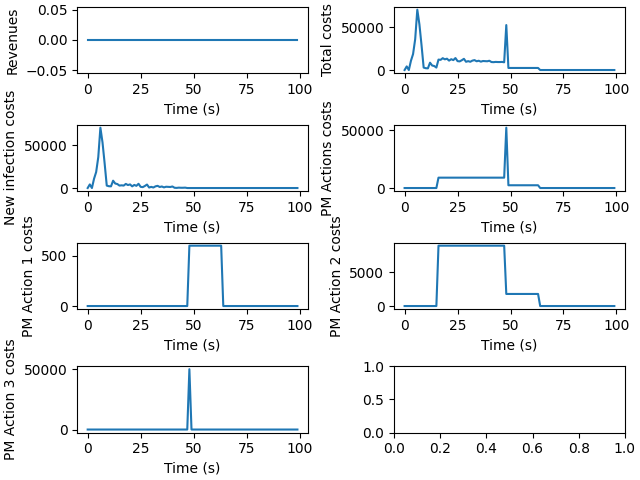 Revenues
0.05
0.00
−0.05
0 25 50 75 100
Time (s)
Total costs
50000
0
0 25 50 75 100
Time (s)
New infection costs
50000
0
0 25 50 75 100
Time (s)
PM Actions costs
50000
0
0 25 50 75 100
Time (s)
PM Action 1 costs
500
0
0 25 50 75 100
Time (s)
PM Action 2 costs
5000
0
0 25 50 75 100
Time (s)
PM Action 3 costs
50000
0
0 25 50 75 100
Time (s)
1.0
0.5
0.0
0.0 0.2 0.4 0.6 0.8 1.0